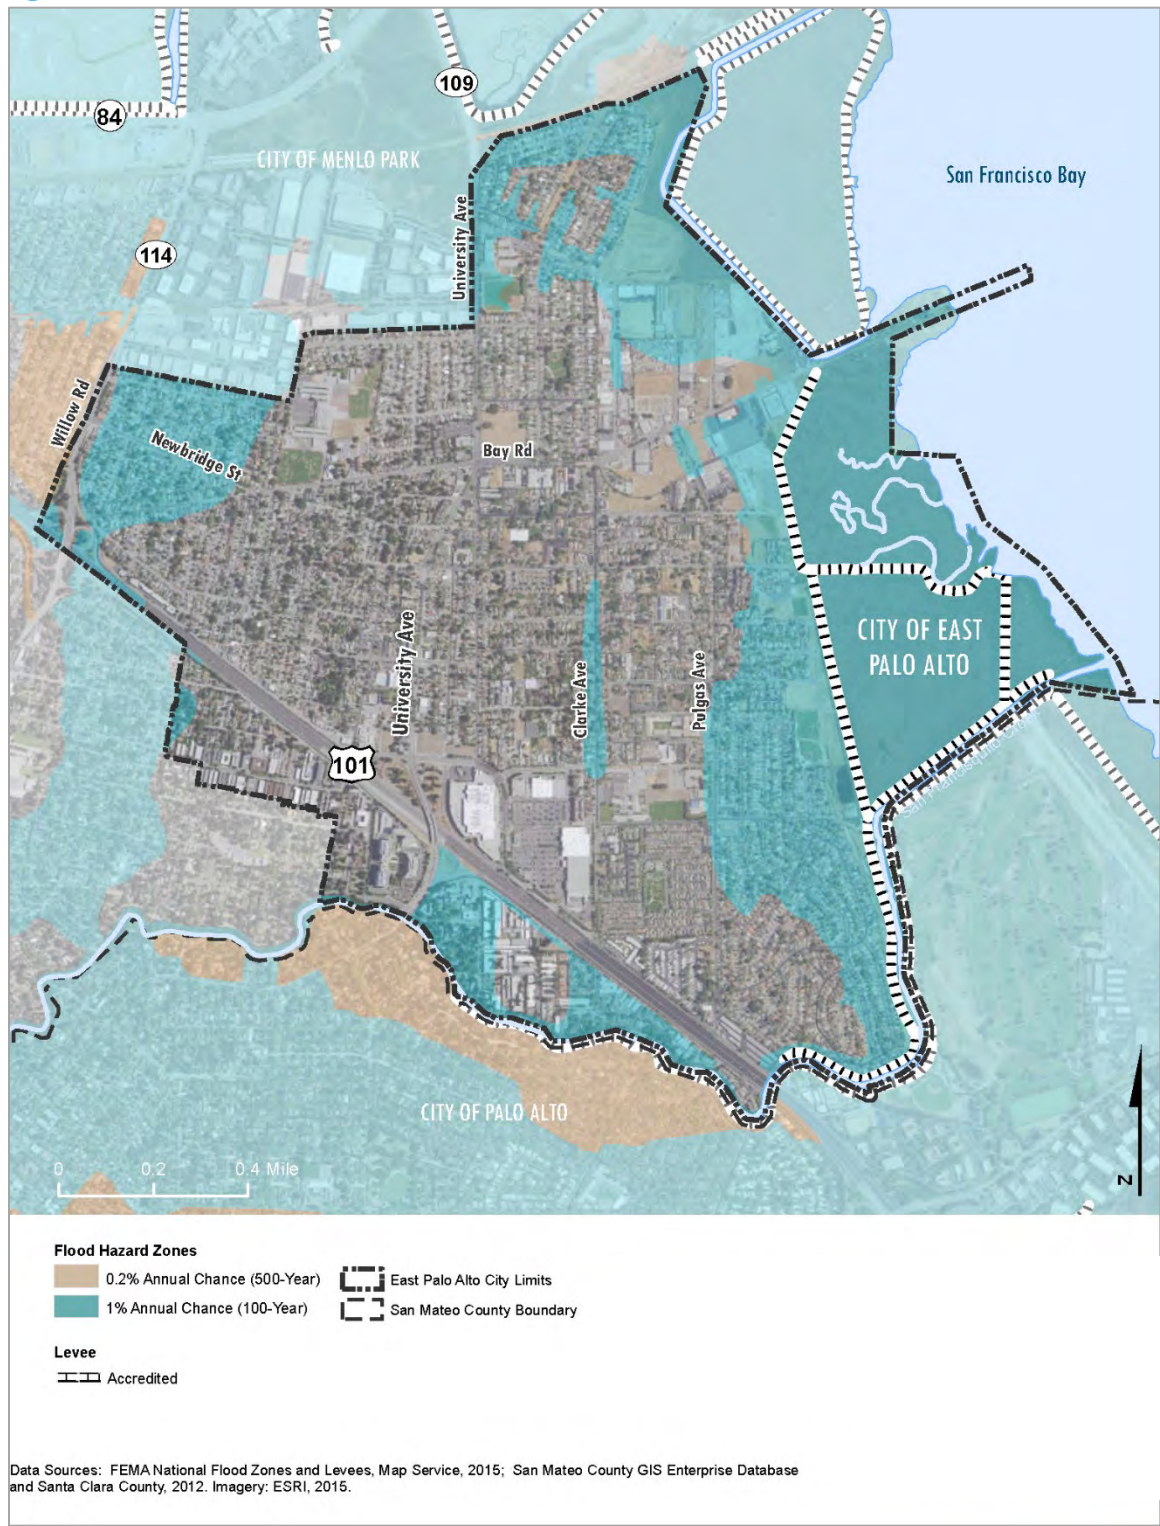 84
109
CITY OF MENLO PARK
San Francisco Bay
114
University Ave
Willow Rd
Newbridge St
Bay Rd
CITY OF EAST
PALO ALTO
University Ave
Clarke Ave
Pulgas Ave
101
CITY OF PALO ALTO
0 0.2 0.4 Mile
N
Flood Hazard Zones
0.2% Annual Chance (500-Year)
1% Annual Chance (100-Year)
East Palo Alto City Limits
San Mateo County Boundary
Levee
Accredited
Data Sources: FEMA National Flood Zones and Levees, Map Service, 2015; San Mateo County GIS Enterprise Database
and Santa Clara County, 2012. Imagery: ESRI, 2015.